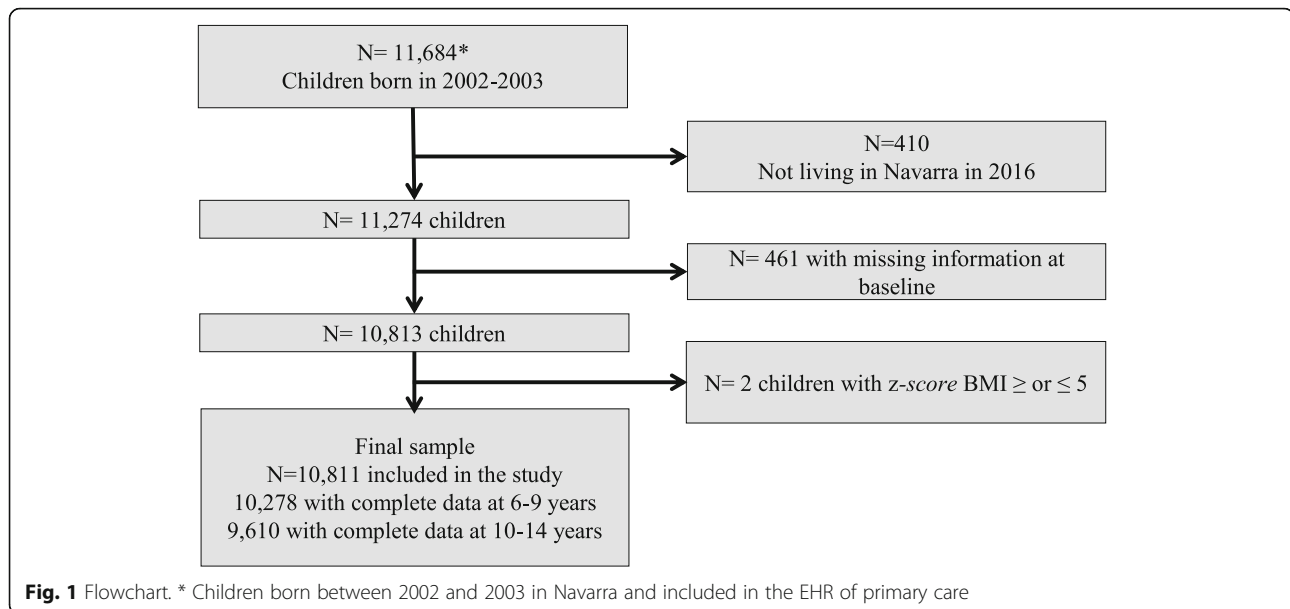 N= 11,684*
Children born in 2002-2003
N=410
Not living in Navarra in 2016
N= 11,274 children
N= 461 with missing information at
baseline
N= 10,813 children
N= 2 children with z-score BMI ≥ or ≤ 5
Final sample
N=10,811 included in the study
10,278 with complete data at 6-9 years
9,610 with complete data at 10-14 years
Fig. 1 Flowchart. * Children born between 2002 and 2003 in Navarra and included in the EHR of primary care